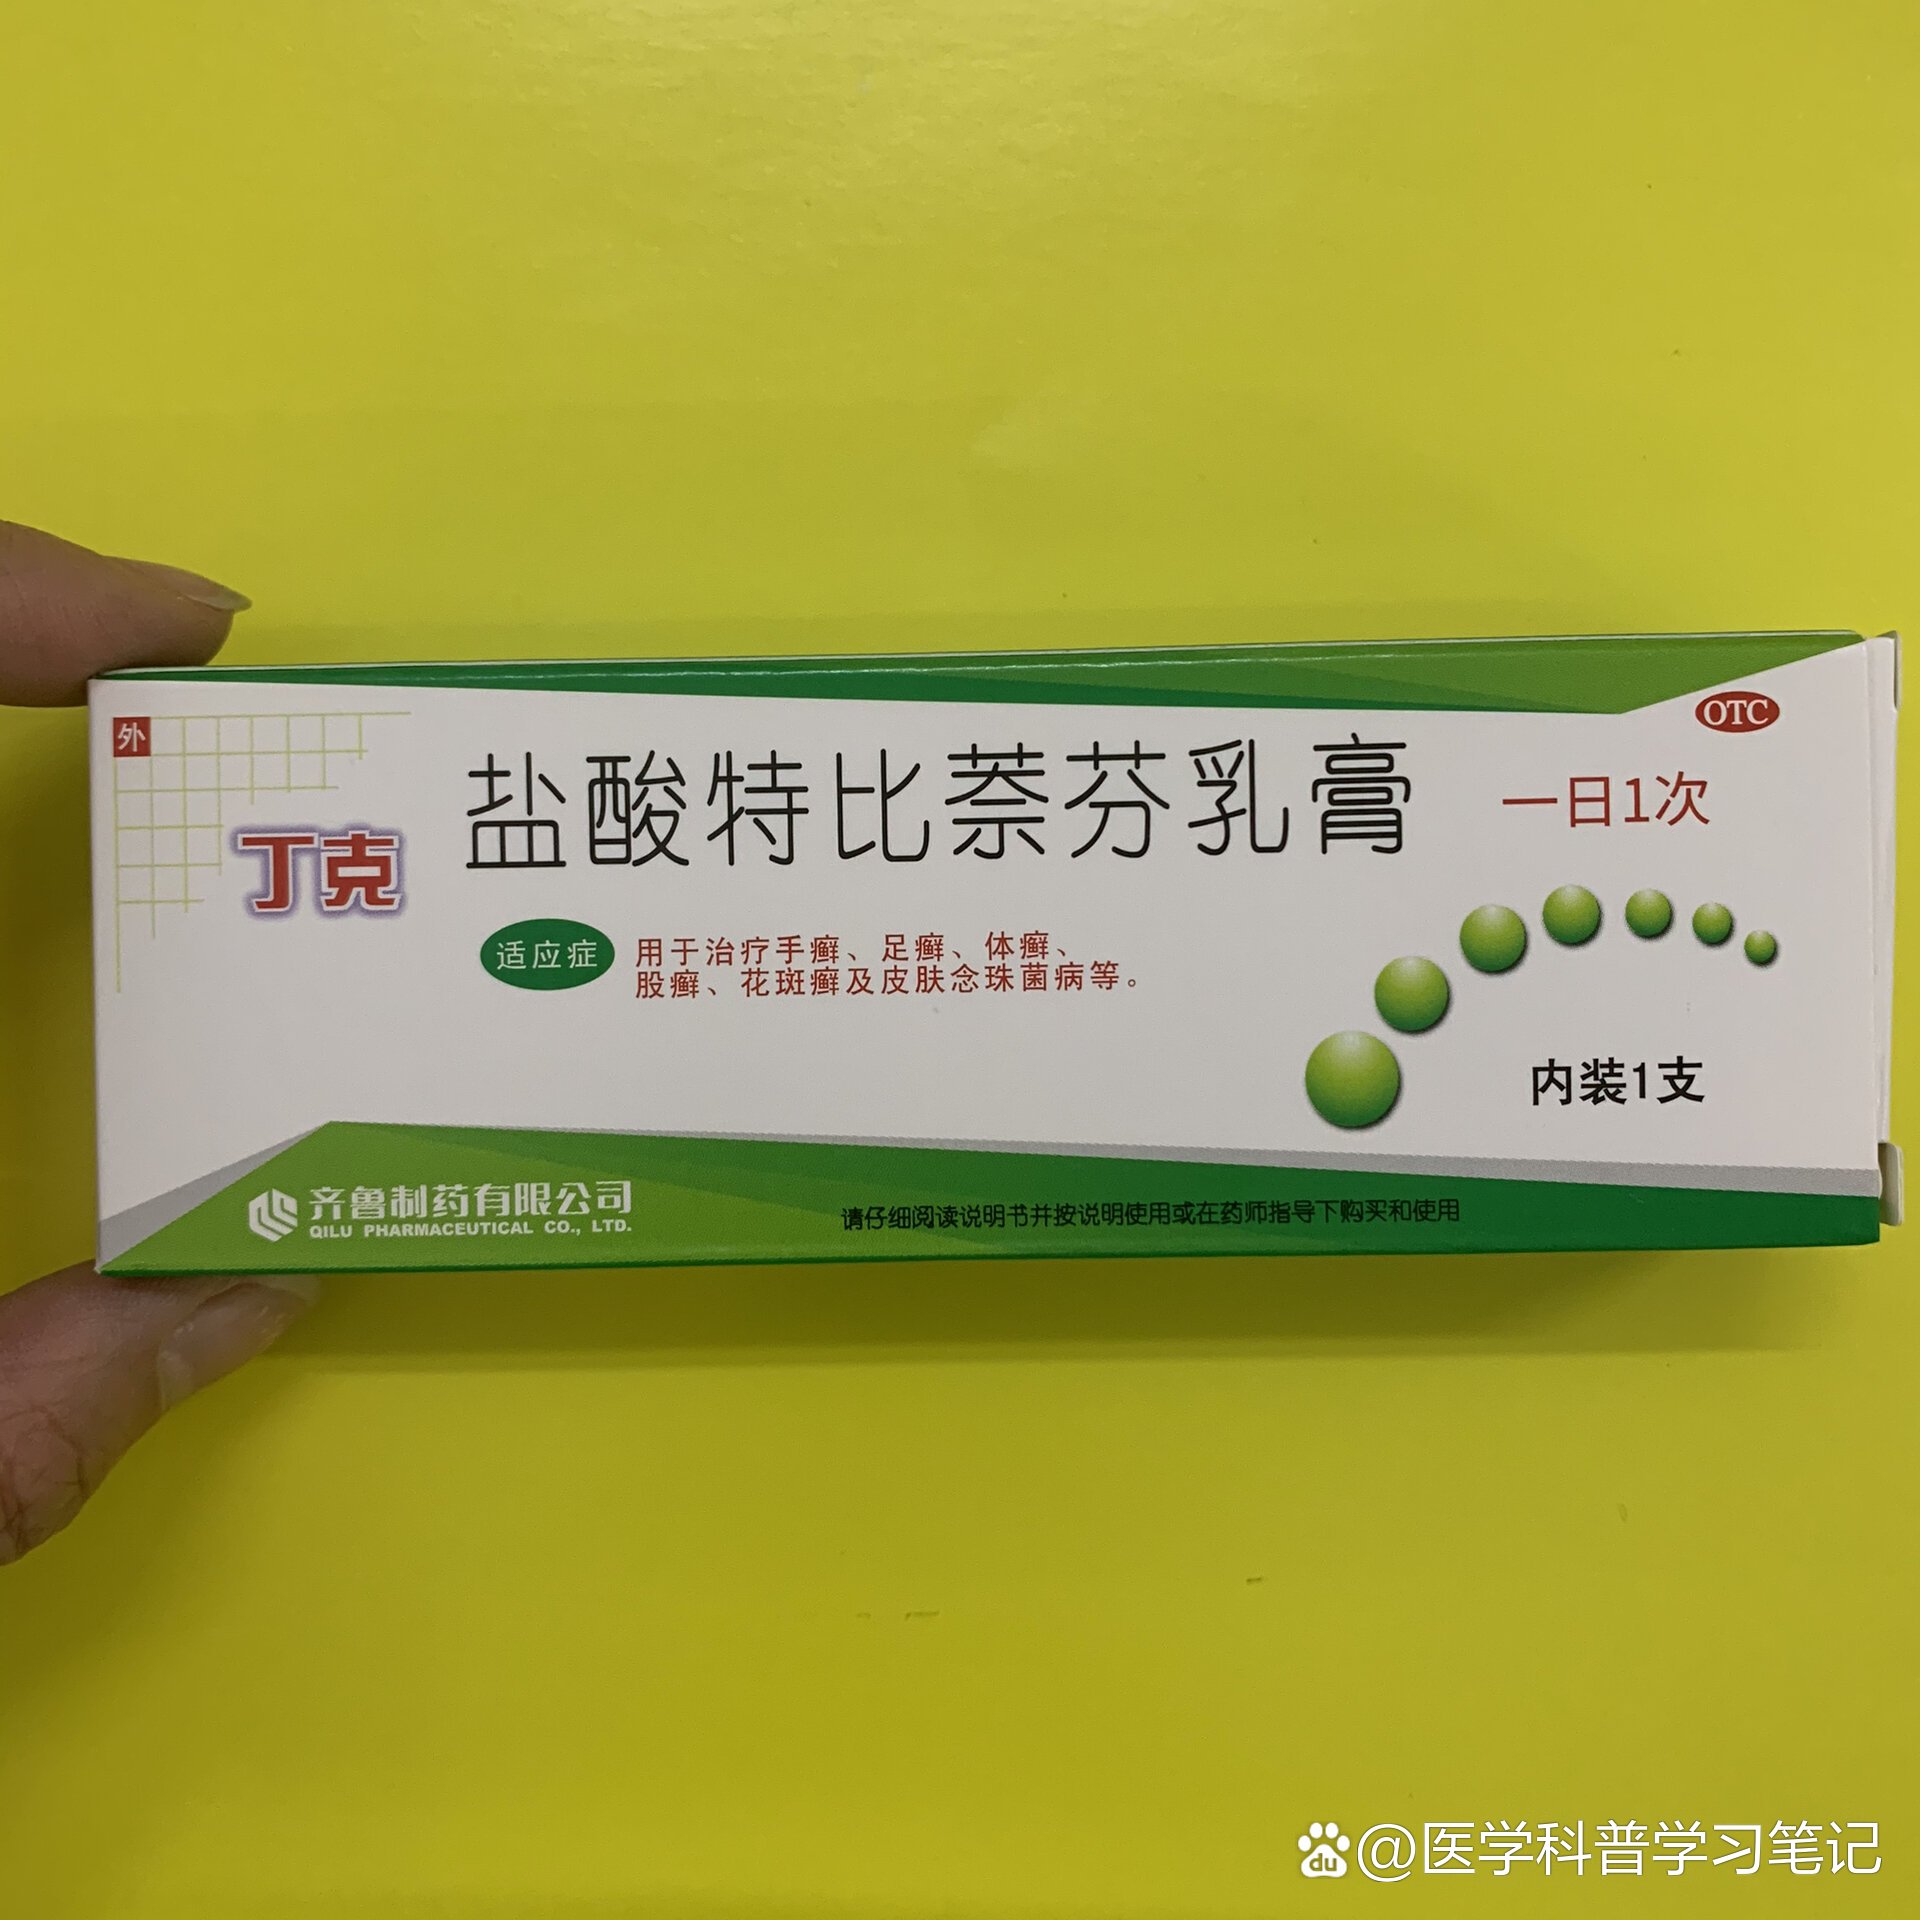 外
OTC
盐酸特比萘芬乳膏
一日1次
丁克
适应症
用于治疗手癣、足癣、体癣、
股癣、花斑癣及皮肤念珠菌病等。
内装1支
齐鲁制药有限公司
QILU PHARMACEUTICAL CO., LTD.
请仔细阅读说明书并按说明使用或在药师指导下购买和使用
du @医学科普学习笔记